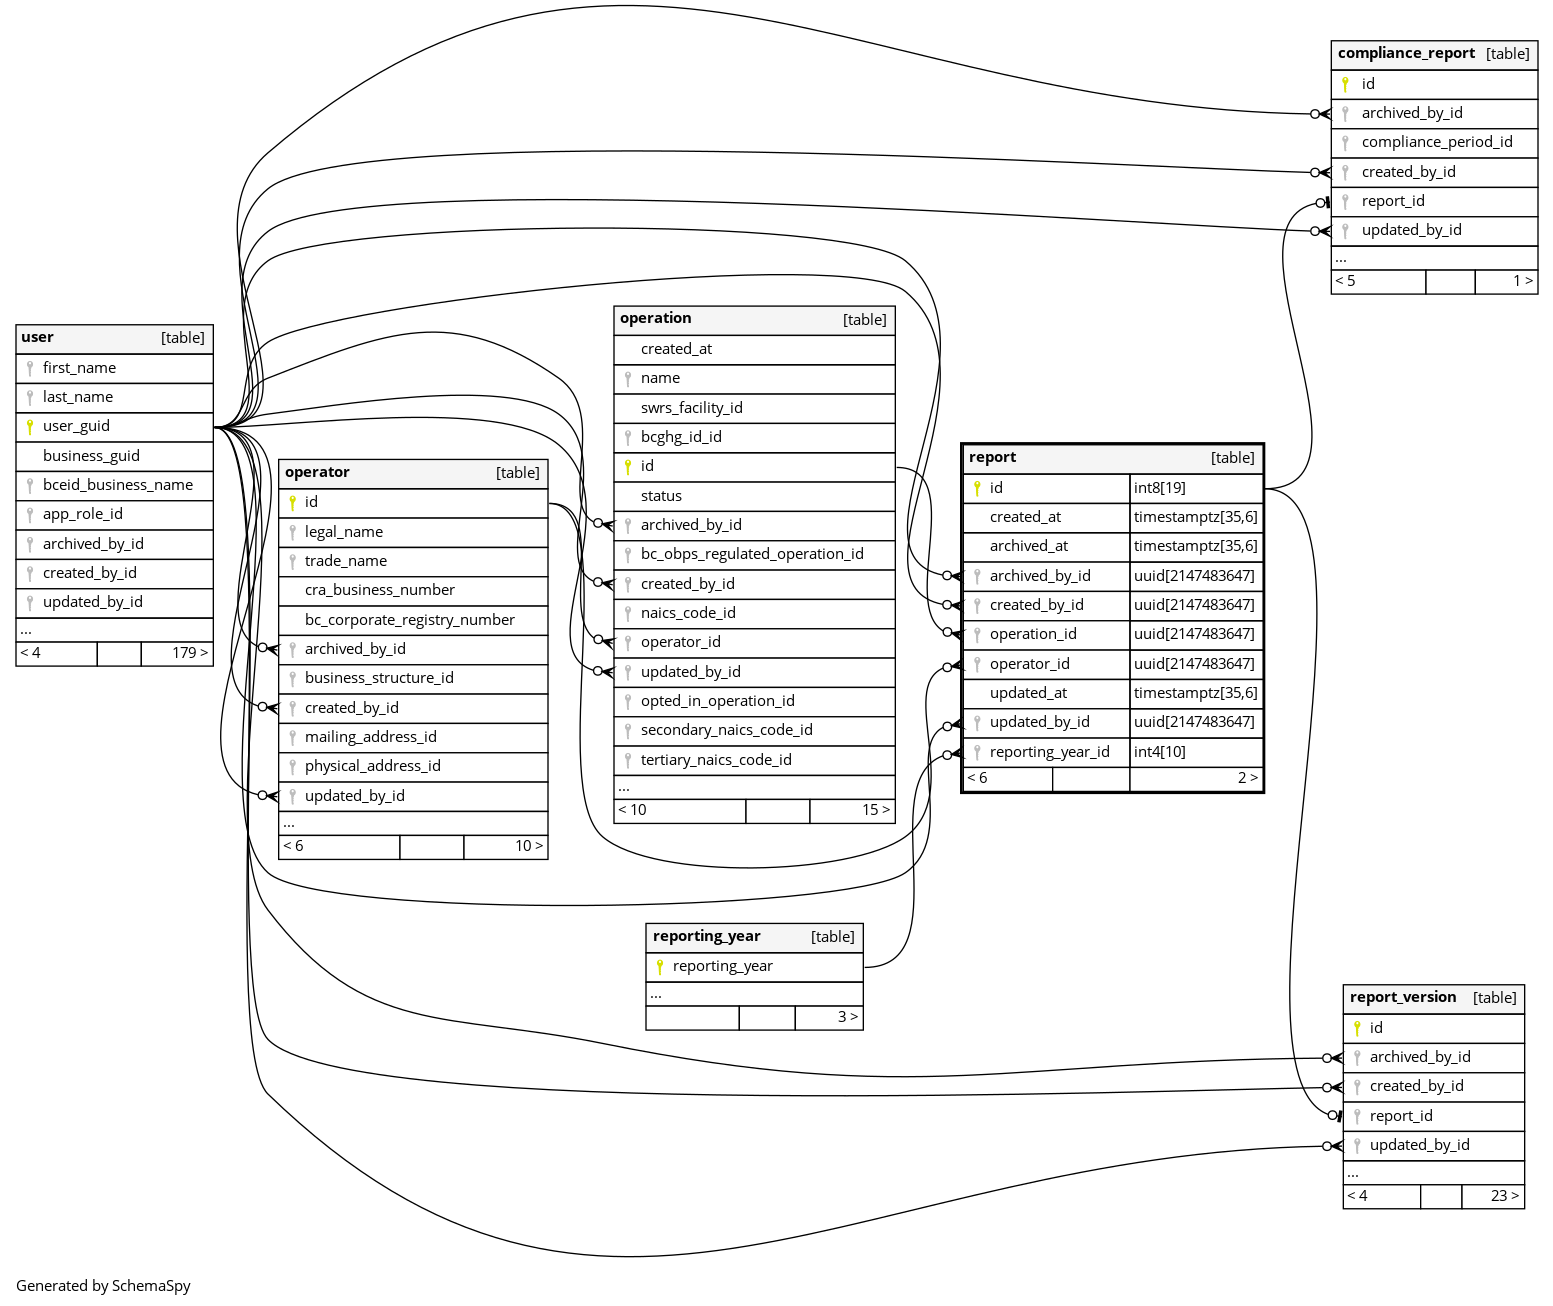 compliance_report [table]
id
archived_by_id
compliance_period_id
created_by_id
report_id
updated_by_id
...
< 5 1 >
user [table]
first_name
last_name
user_guid
business_guid
bceid_business_name
app_role_id
archived_by_id
created_by_id
updated_by_id
...
< 4 179 >
operator [table]
id
legal_name
trade_name
cra_business_number
bc_corporate_registry_number
archived_by_id
business_structure_id
created_by_id
mailing_address_id
physical_address_id
updated_by_id
...
< 6 10 >
operation [table]
created_at
name
swrs_facility_id
bcghg_id_id
id
status
archived_by_id
bc_obps_regulated_operation_id
created_by_id
naics_code_id
operator_id
updated_by_id
opted_in_operation_id
secondary_naics_code_id
tertiary_naics_code_id
...
< 10 15 >
report [table]
id int8[19]
created_at timestamptz[35,6]
archived_at timestamptz[35,6]
archived_by_id uuid[2147483647]
created_by_id uuid[2147483647]
operation_id uuid[2147483647]
operator_id uuid[2147483647]
updated_at timestamptz[35,6]
updated_by_id uuid[2147483647]
reporting_year_id int4[10]
< 6 2 >
reporting_year [table]
reporting_year
...
3 >
report_version [table]
id
archived_by_id
created_by_id
report_id
updated_by_id
...
< 4 23 >
Generated by SchemaSpy